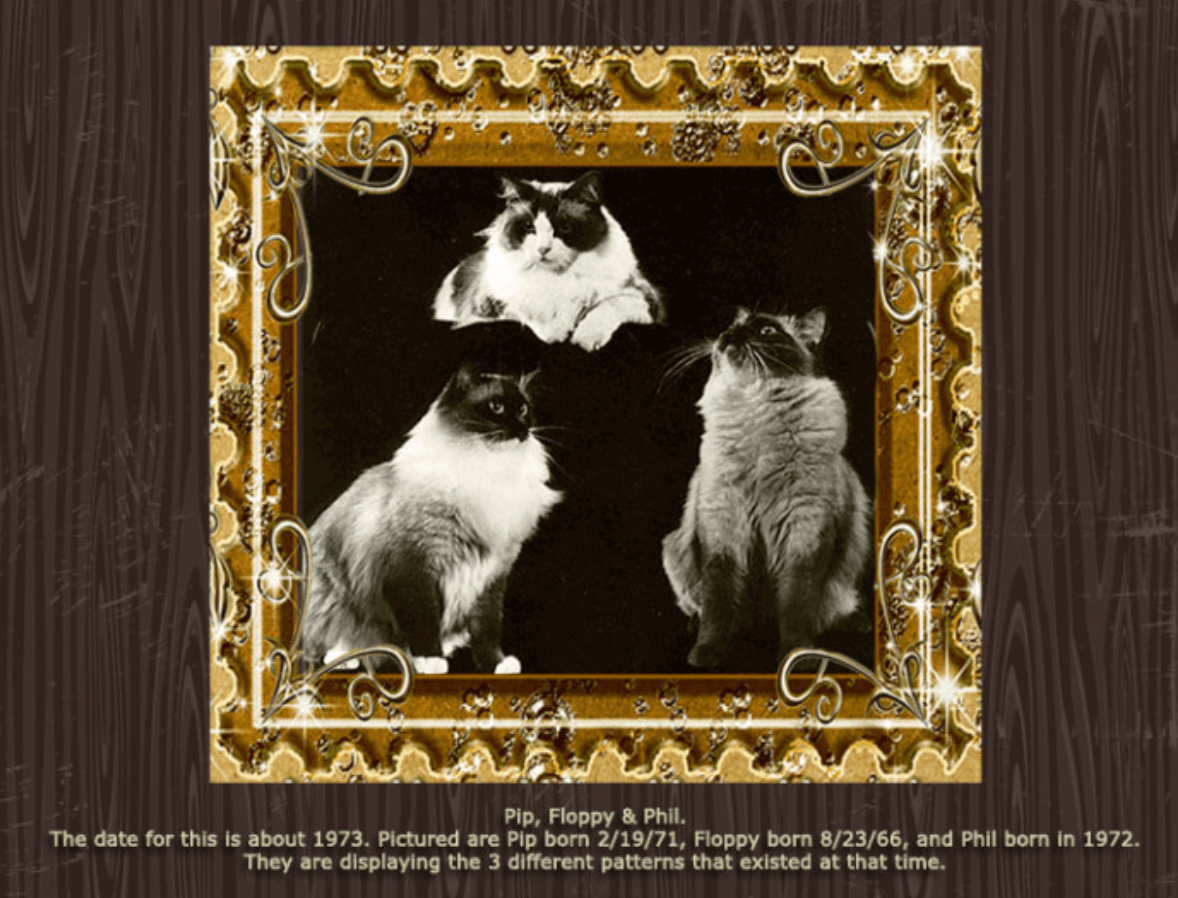 Pip, Floppy & Phil.
The date for this is about 1973. Pictured are Pip born 2/19/71, Floppy born 8/23/66, and Phil born in 1972.
They are displaying the 3 different patterns that existed at that time.